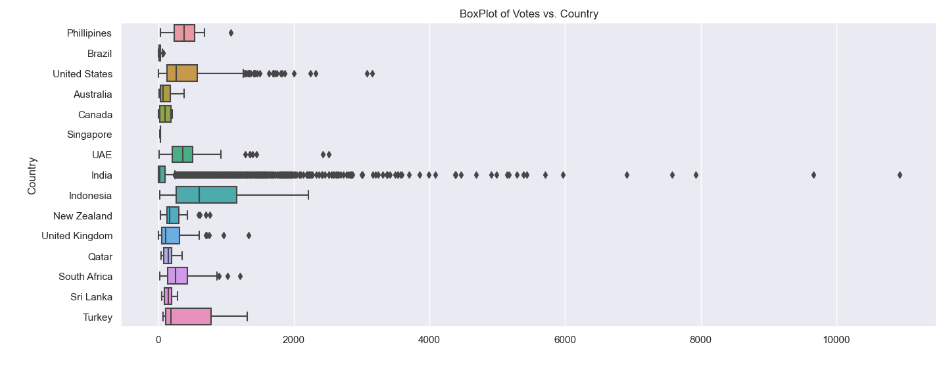 BoxPlot of Votes vs. Country
Phillipines
Brazil
United States
Australia
Canada
Singapore
UAE
India
Indonesia
New Zealand
United Kingdom
Qatar
South Africa
Sri Lanka
Turkey
Country
0 2000 4000 6000 8000 10000